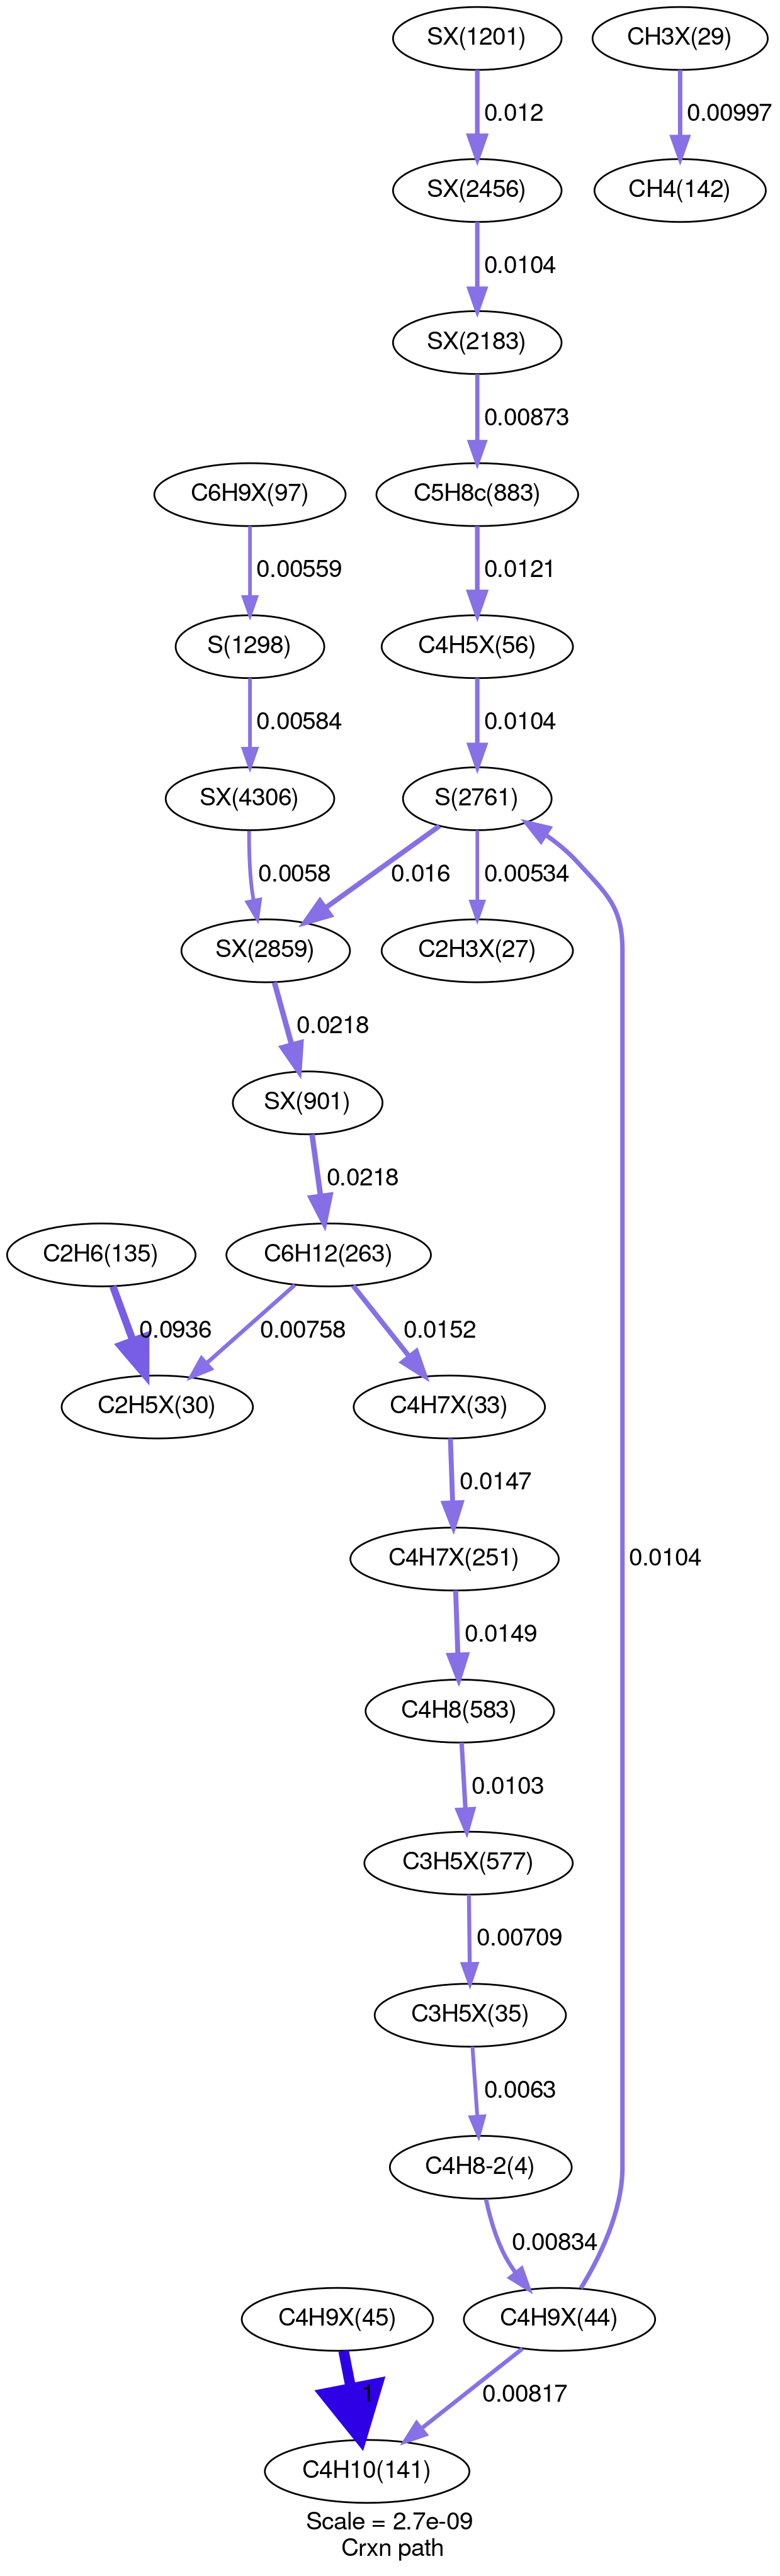 SX(1201)
CH3X(29)
0.012
0.00997
SX(2456)
CH4(142)
0.0104
SX(2183)
0.00873
C6H9X(97)
C5H8c(883)
0.00559
0.0121
S(1298)
C4H5X(56)
0.00584
0.0104
SX(4306)
S(2761)
0.0058
0.016
0.00534
SX(2859)
C2H3X(27)
0.0218
SX(901)
0.0218
C2H6(135)
C6H12(263)
0.0936
0.00758
0.0152
C2H5X(30)
C4H7X(33)
0.0147
C4H7X(251)
0.0104
0.0149
C4H8(583)
0.0103
C3H5X(577)
0.00709
C3H5X(35)
0.0063
C4H8-2(4)
0.00834
C4H9X(45)
C4H9X(44)
1
0.00817
C4H10(141)
Scale = 2.7e-09
Crxn path